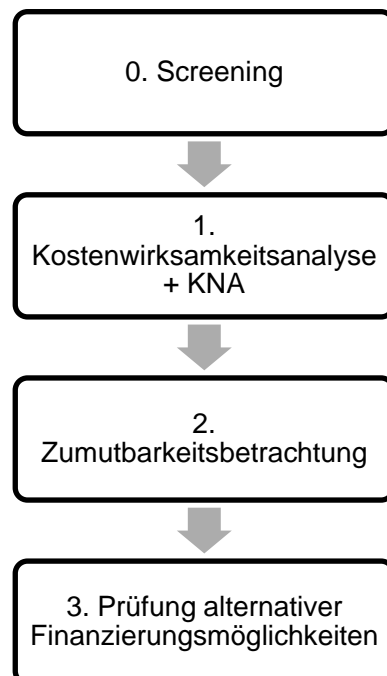 0. Screening
1.
Kostenwirksamkeitsanalyse
+ KNA
2.
Zumutbarkeitsbetrachtung
3. Prüfung alternativer
Finanzierungsmöglichkeiten